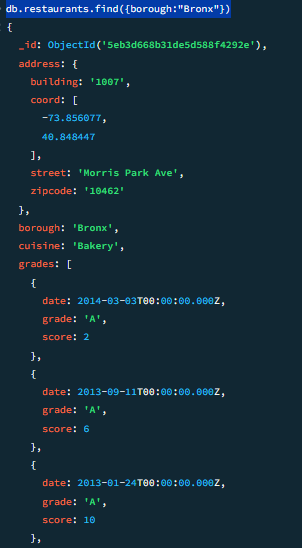 db.restaurants.find({borough:"Bronx"})
{
_id: ObjectId('5eb3d668b31de5d588f4292e'),
address: {
building: '1007',
coord: [
-73.856077,
40.848447
],
street: 'Morris Park Ave',
zipcode: '10462'
},
borough: 'Bronx',
cuisine: 'Bakery',
grades: [
{
date: 2014-03-03T00:00:00.000Z,
grade: 'A',
score: 2
},
{
date: 2013-09-11T00:00:00.000Z,
grade: 'A',
score: 6
},
{
date: 2013-01-24T00:00:00.000Z,
grade: 'A',
score: 10
},